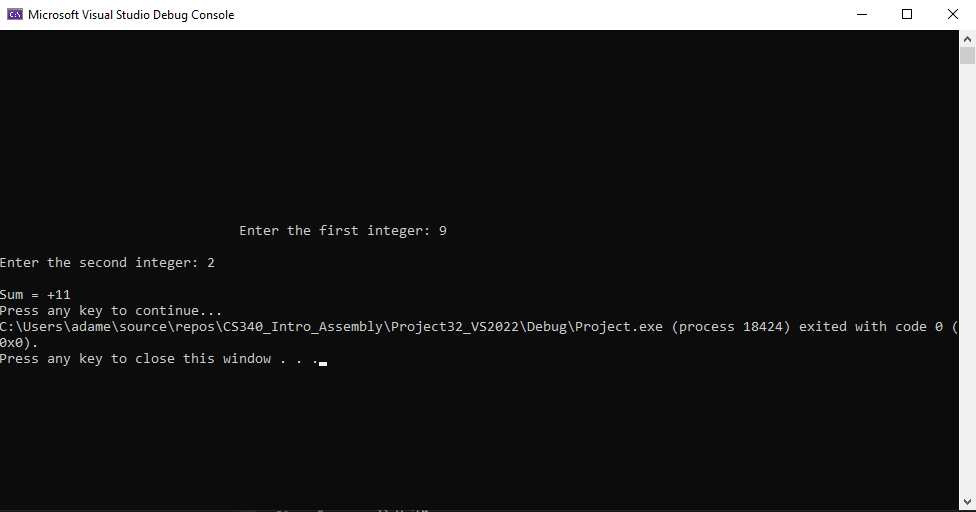 Microsoft Visual Studio Debug Console
Enter the first integer: 9
Enter the second integer: 2
Sum = +11
Press any key to continue...
C:\Users\adame\source\repos\CS340_Intro_Assembly\Project32_VS2022\Debug\Project.exe (process 18424) exited with code 0 (
0x0).
Press any key to close this window . . .